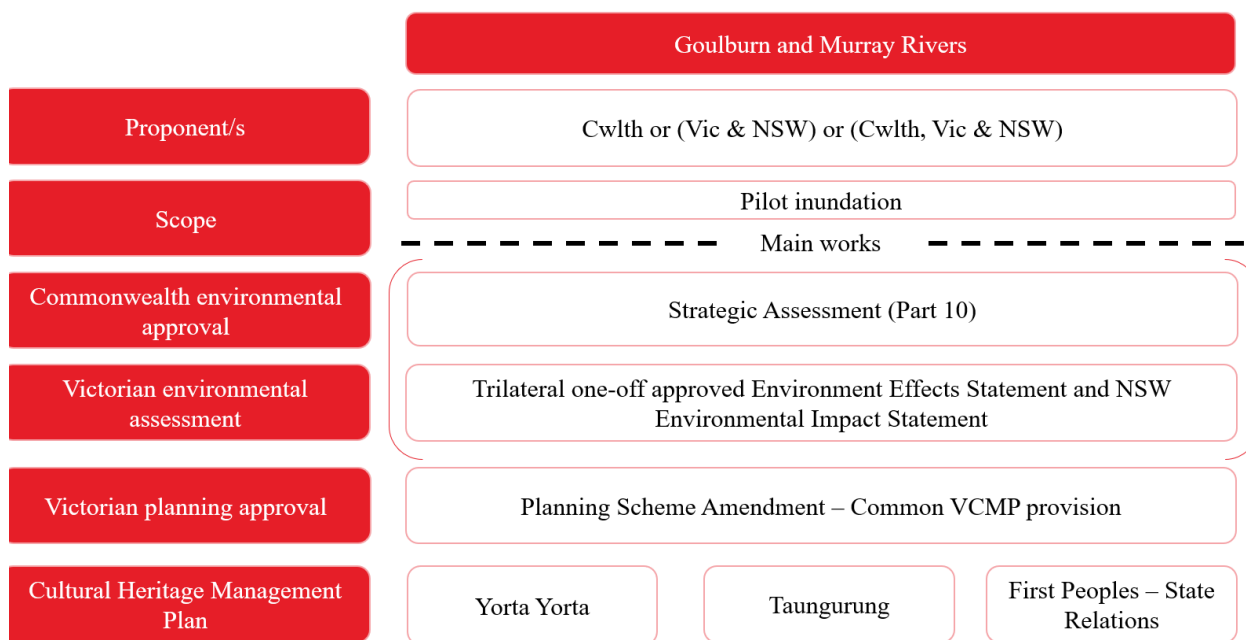 Goulburn and Murray Rivers
Proponent/s
Cwlth or (Vic & NSW) or (Cwlth, Vic & NSW)
Scope
Pilot inundation
Main works
Commonwealth environmental
approval
Strategic Assessment (Part 10)
Victorian environmental
assessment
Trilateral one-off approved Environment Effects Statement and NSW
Environmental Impact Statement
Victorian planning approval
Planning Scheme Amendment – Common VCMP provision
Cultural Heritage Management
Plan
Yorta Yorta
Taungurung
First Peoples – State
Relations